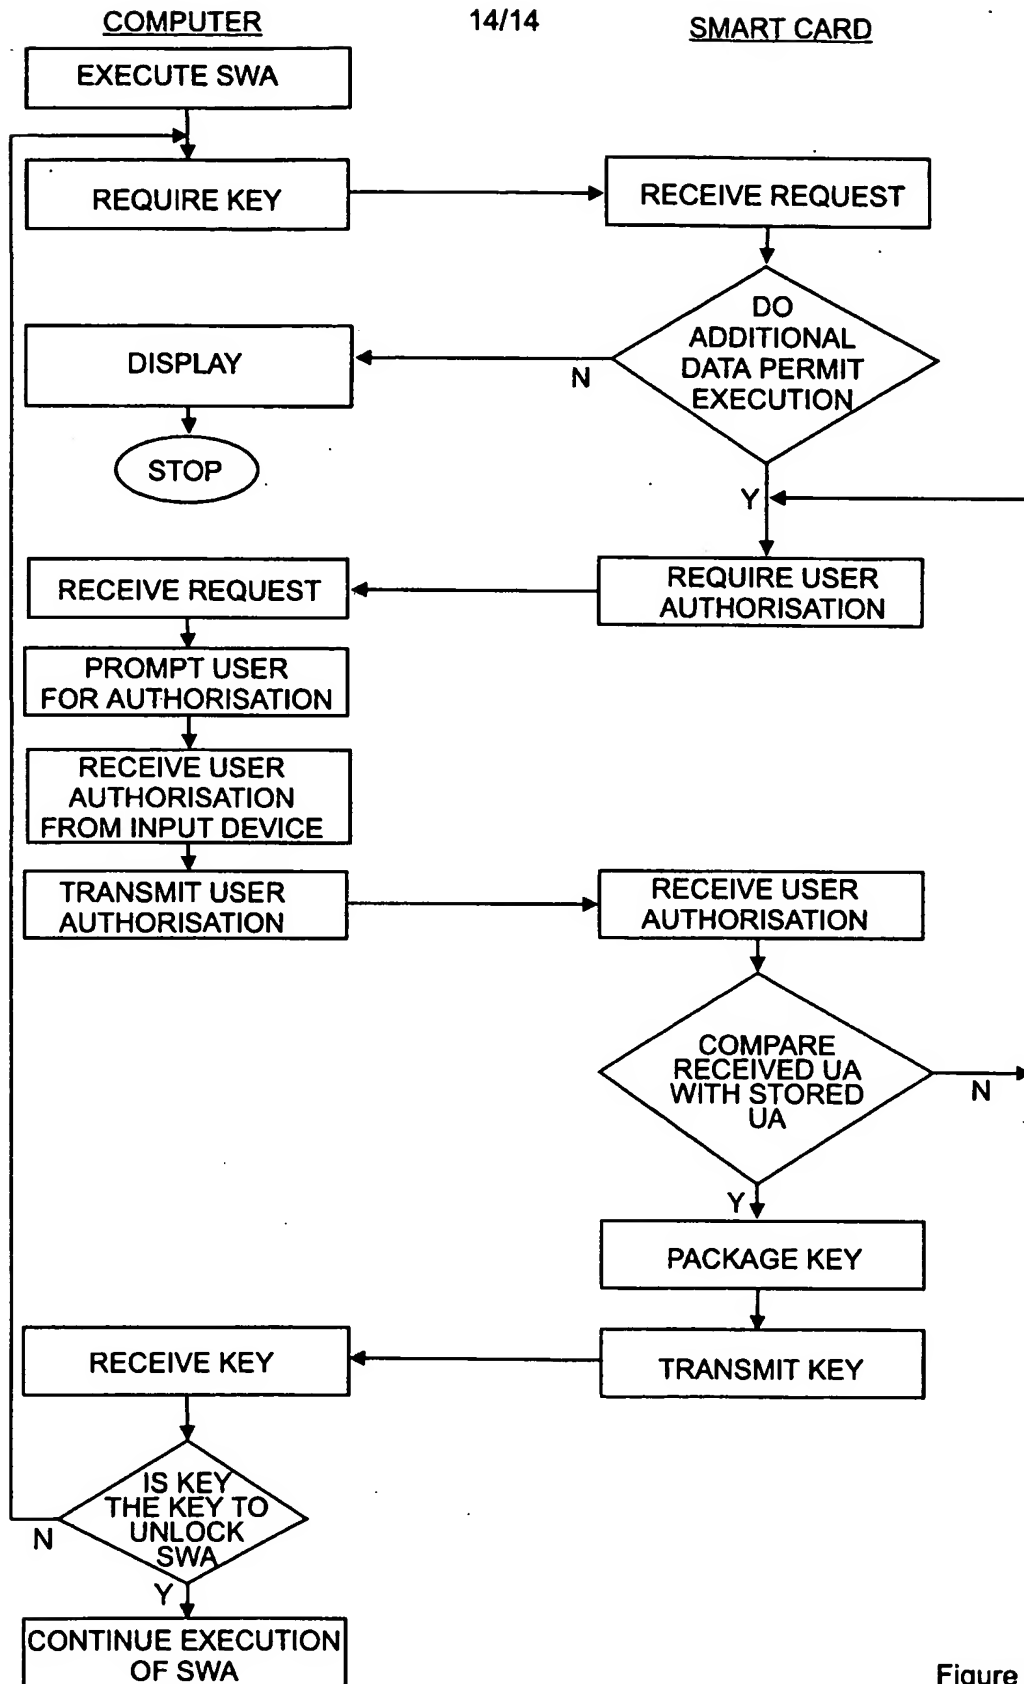 COMPUTER
14/14
SMART CARD
EXECUTE SWA
REQUIRE KEY
RECEIVE REQUEST
DO
ADDITIONAL
DATA PERMIT
EXECUTION
DISPLAY
N
STOP
Y
RECEIVE REQUEST
REQUIRE USER
AUTHORISATION
PROMPT USER
FOR AUTHORISATION
RECEIVE USER
AUTHORISATION
FROM INPUT DEVICE
TRANSMIT USER
AUTHORISATION
RECEIVE USER
AUTHORISATION
COMPARE
RECEIVED UA
WITH STORED
UA
N
Y
PACKAGE KEY
RECEIVE KEY
TRANSMIT KEY
IS KEY
THE KEY TO
UNLOCK
SWA
N
Y
CONTINUE EXECUTION
OF SWA
Figure